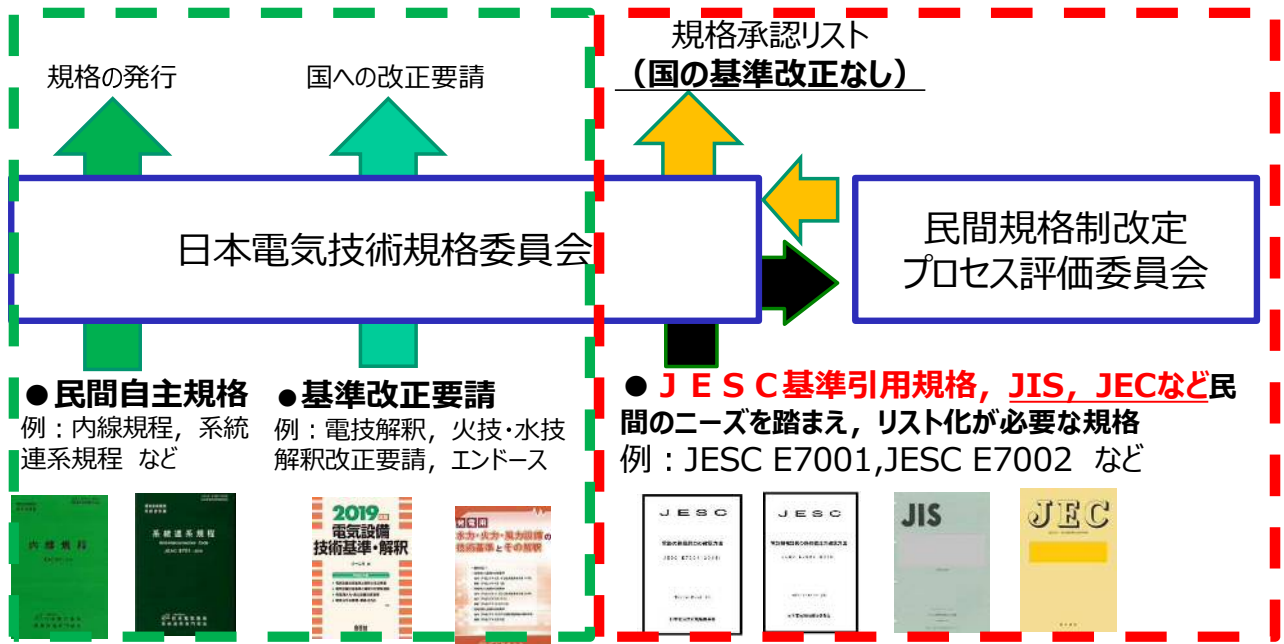 規格の発行
国への改正要請
規格承認リスト
(国の基準改正なし)
日本電気技術規格委員会
民間規格制改定
プロセス評価委員会
●民間自主規格
例：内線規程，系統
連系規程 など
●基準改正要請
例：電技解釈，火技・水技
解釈改正要請，エンドース
● ＪＥＳＣ基準引用規格，JIS，JECなど民
間のニーズを踏まえ，リスト化が必要な規格
例：JESC E7001,JESC E7002 など
内線規程
系統連系規程
2019
電気設備
技術基準・解釈
発電用
水力・火力・風力設備の
技術基準とその解釈
JESC
JESC
JIS
JEC